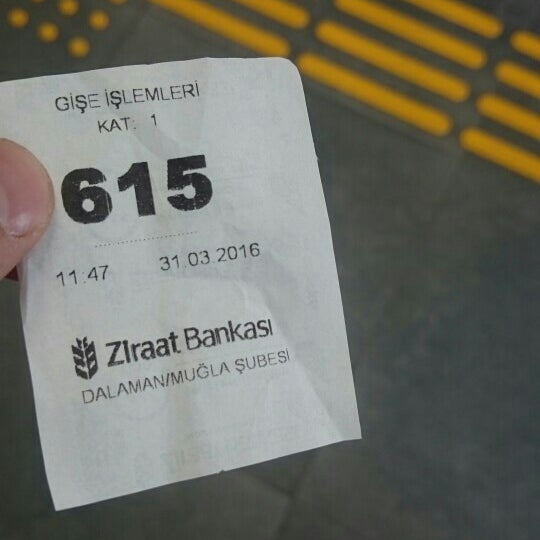 GİŞE İŞLEMLERİ
KAT: 1
615
11.47 31.03.2016
Ziraat Bankası
DALAMAN/MUĞLA ŞUBESİ